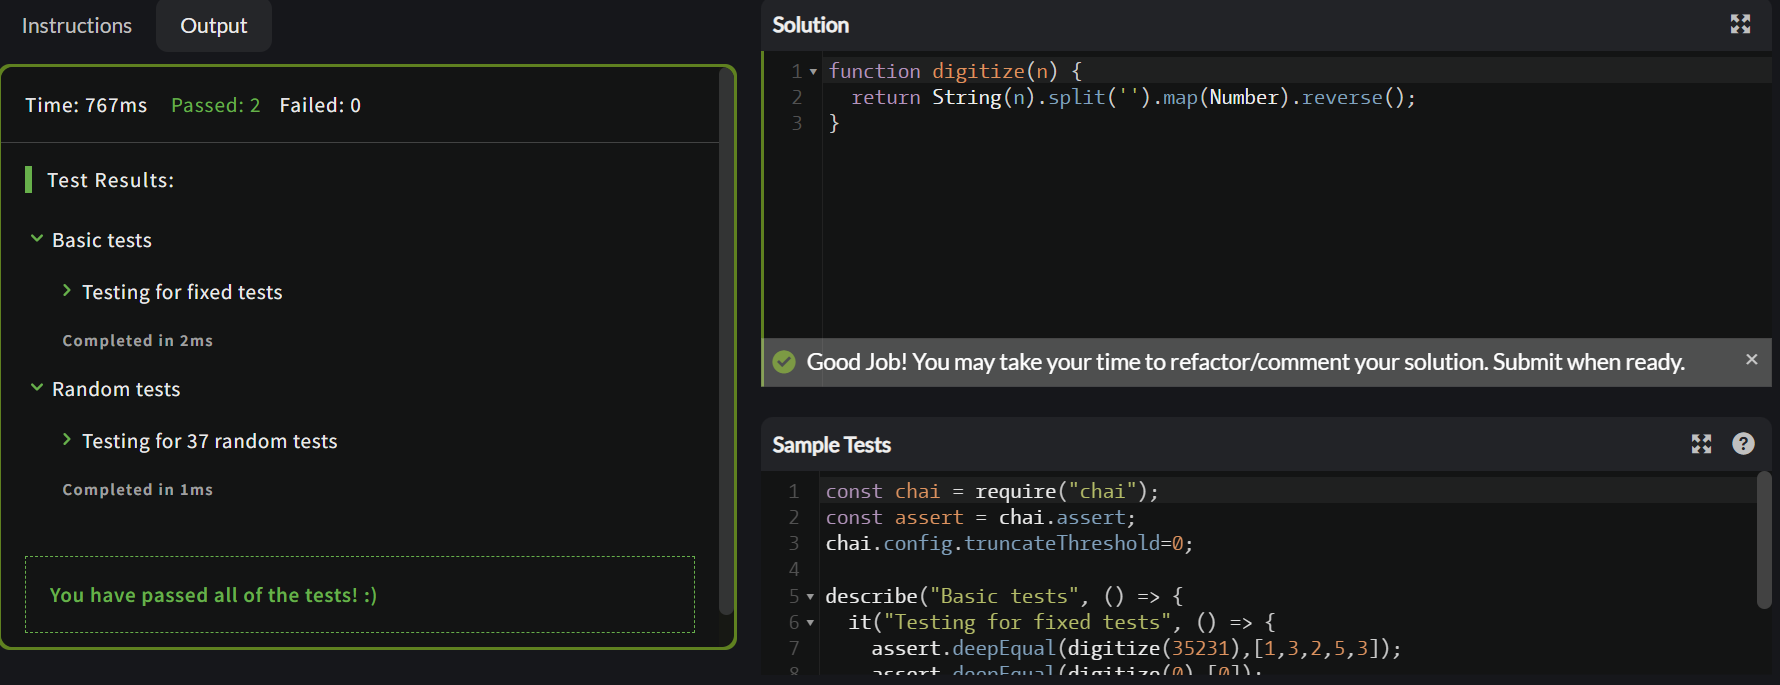 Instructions
Output
Time: 767ms Passed: 2 Failed: 0
Test Results:
Basic tests
Testing for fixed tests
Completed in 2ms
Random tests
Testing for 37 random tests
Completed in 1ms
You have passed all of the tests! :)
Solution
1 function digitize(n) {
2   return String(n).split('').map(Number).reverse();
3 }
Good Job! You may take your time to refactor/comment your solution. Submit when ready.
Sample Tests
1 const chai = require("chai");
2 const assert = chai.assert;
3 chai.config.truncateThreshold=0;
4
5 describe("Basic tests", () => {
6   it("Testing for fixed tests", () => {
7     assert.deepEqual(digitize(35231),[1,3,2,5,3]);
8     assert.deepEqual(digitize(0),[0]);